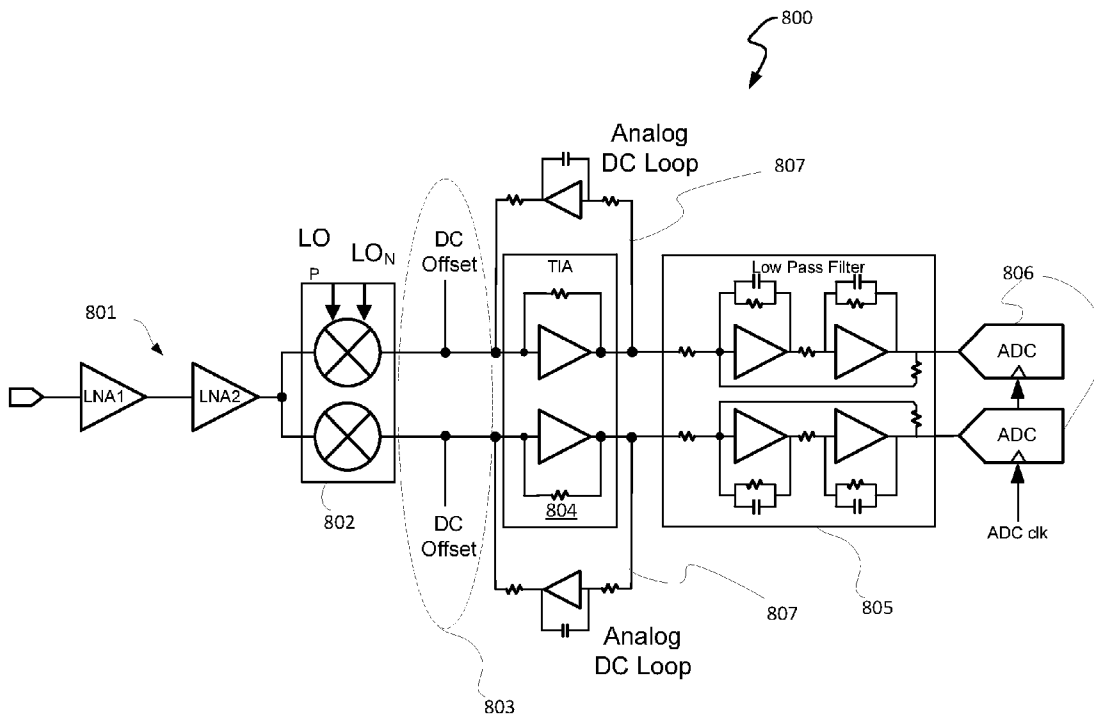 800
Analog
DC Loop
807
LO
LO_N
P
DC
Offset
TIA
Low Pass Filter
801
806
LNA1
LNA2
ADC
ADC
802
804
DC
Offset
ADC clk
807
805
Analog
DC Loop
803